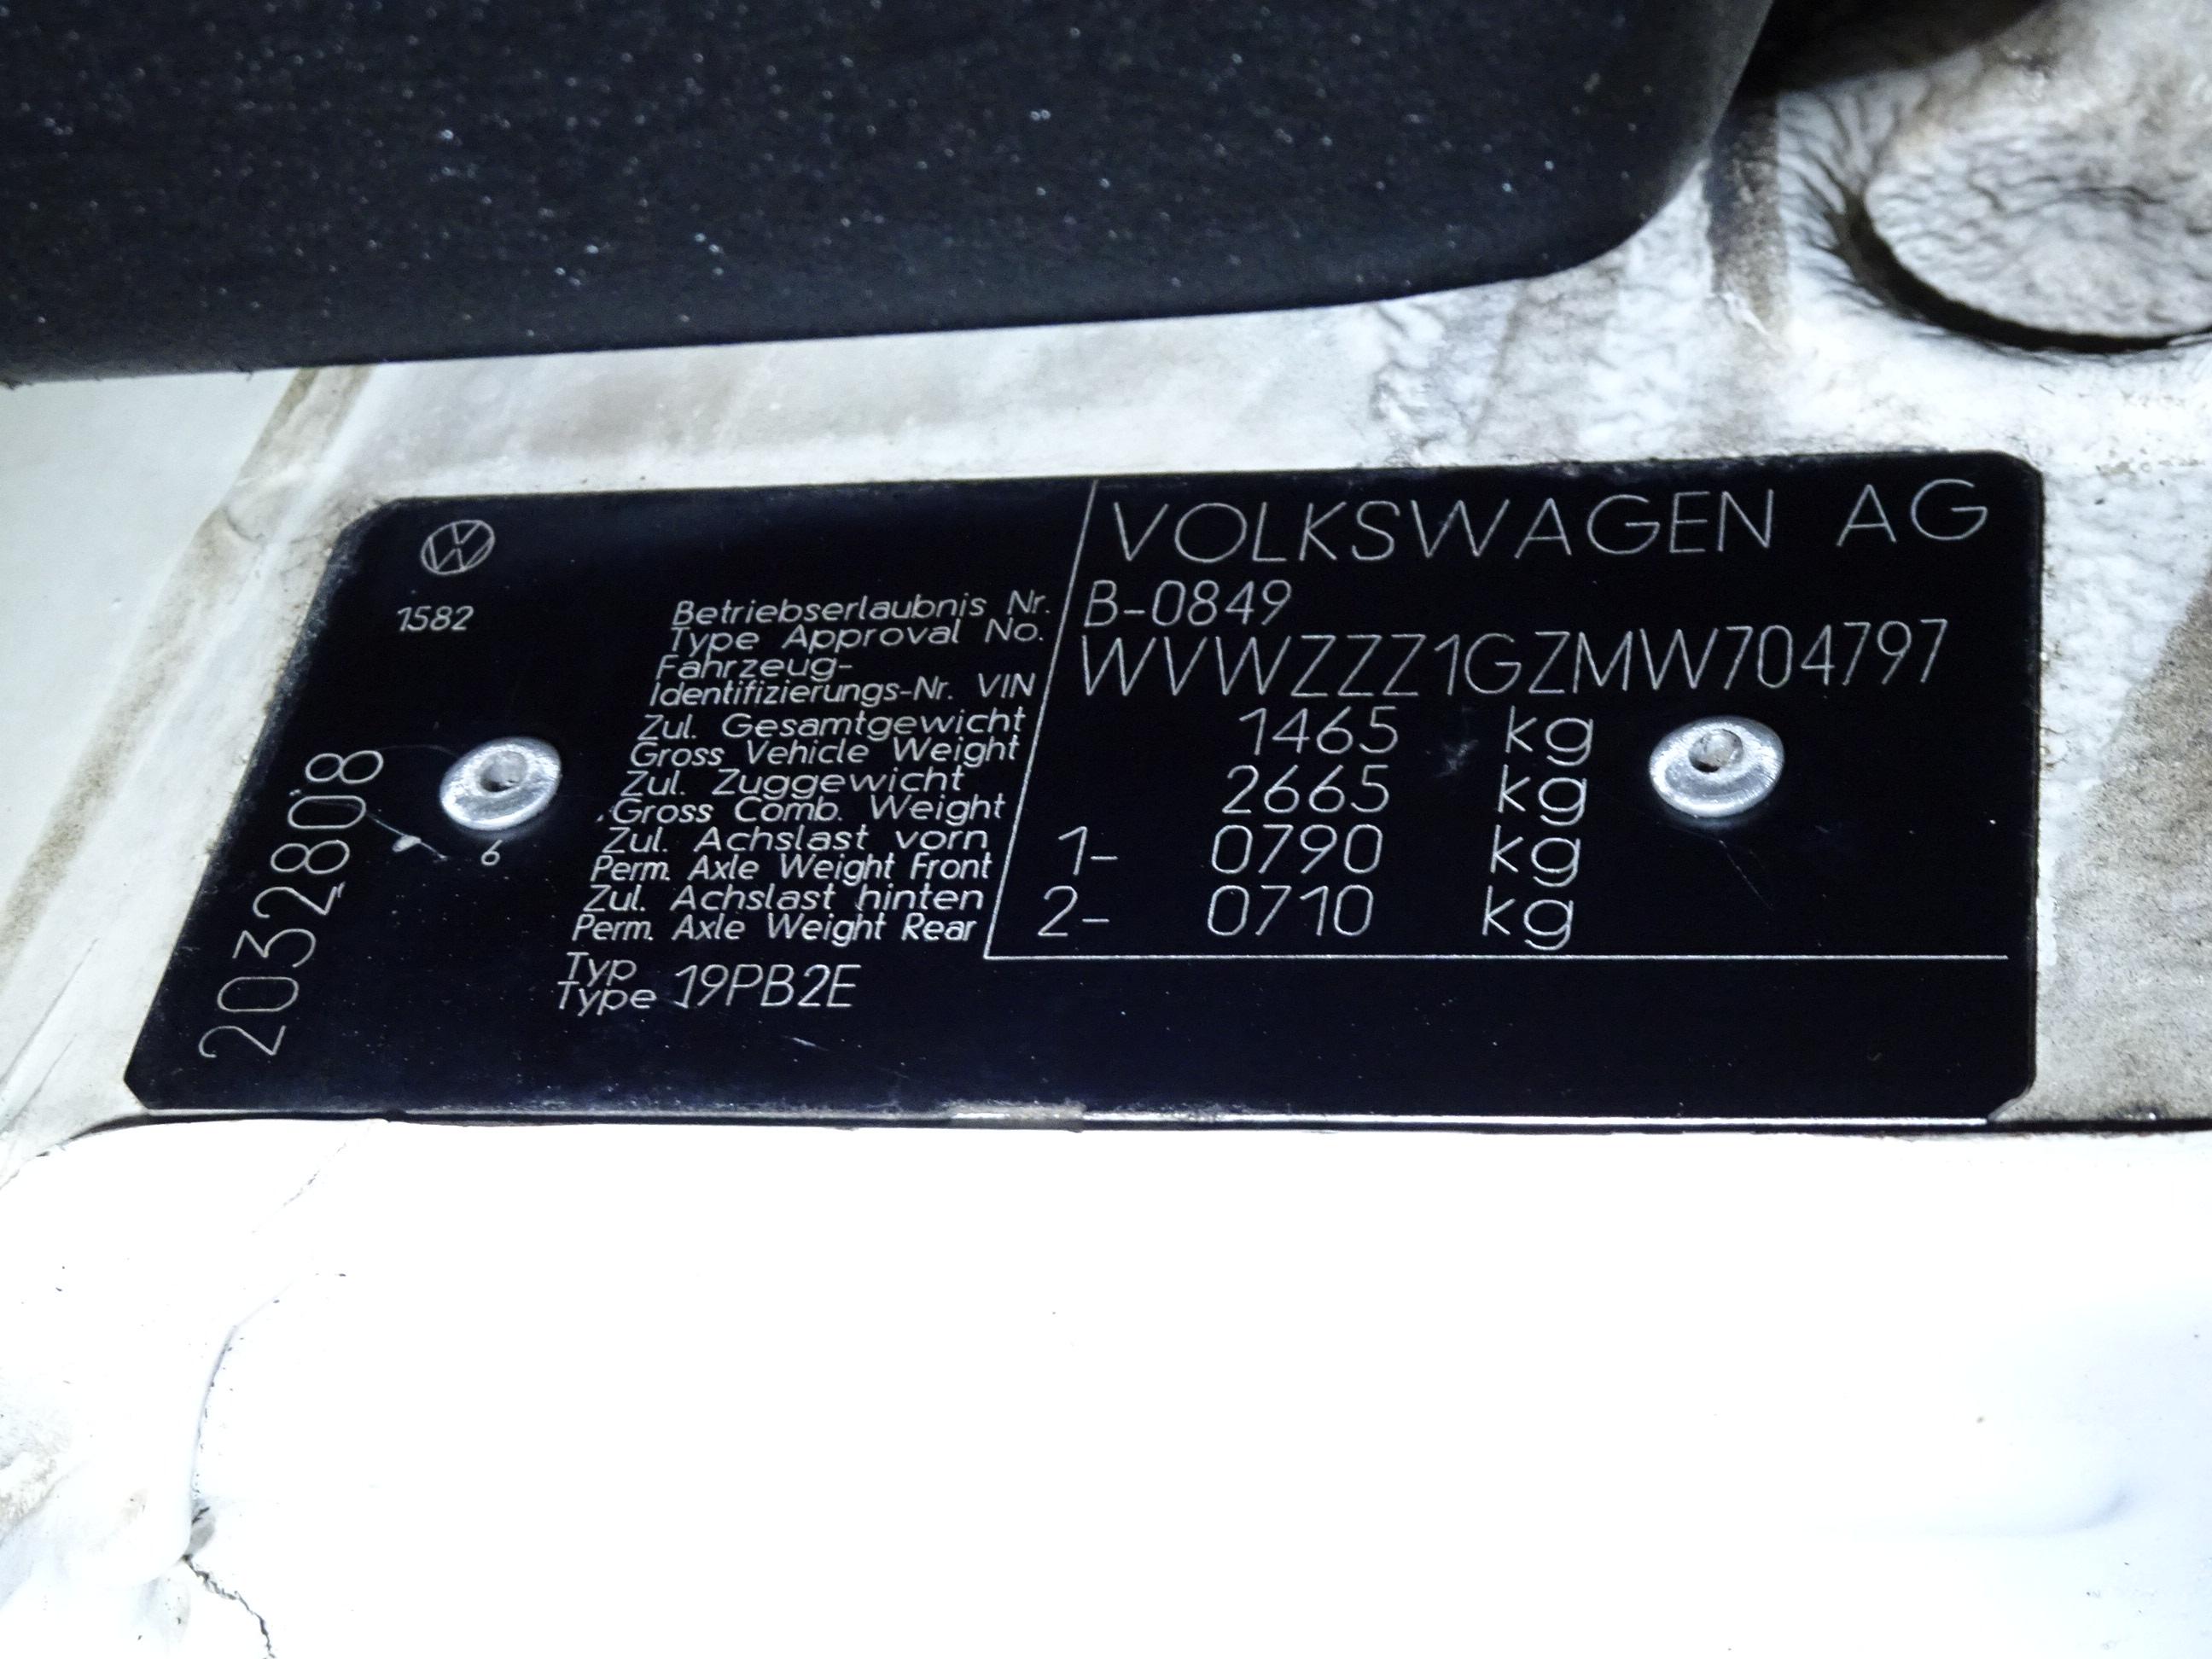 VOLKSWAGEN AG
1582
Betriebserlaubnis Nr.
Type Approval No.
B-0849
Fahrzeug-
Identifizierungs-Nr. VIN
WVWZZZ1GZMW704797
Zul. Gesamtgewicht
Gross Vehicle Weight
1465 kg
Zul. Zuggewicht
Gross Comb. Weight
2665 kg
Zul. Achslast vorn
Perm. Axle Weight Front
1- 0790 kg
Zul. Achslast hinten
Perm. Axle Weight Rear
2- 0710 kg
Typ
Type 19PB2E
6
2032808